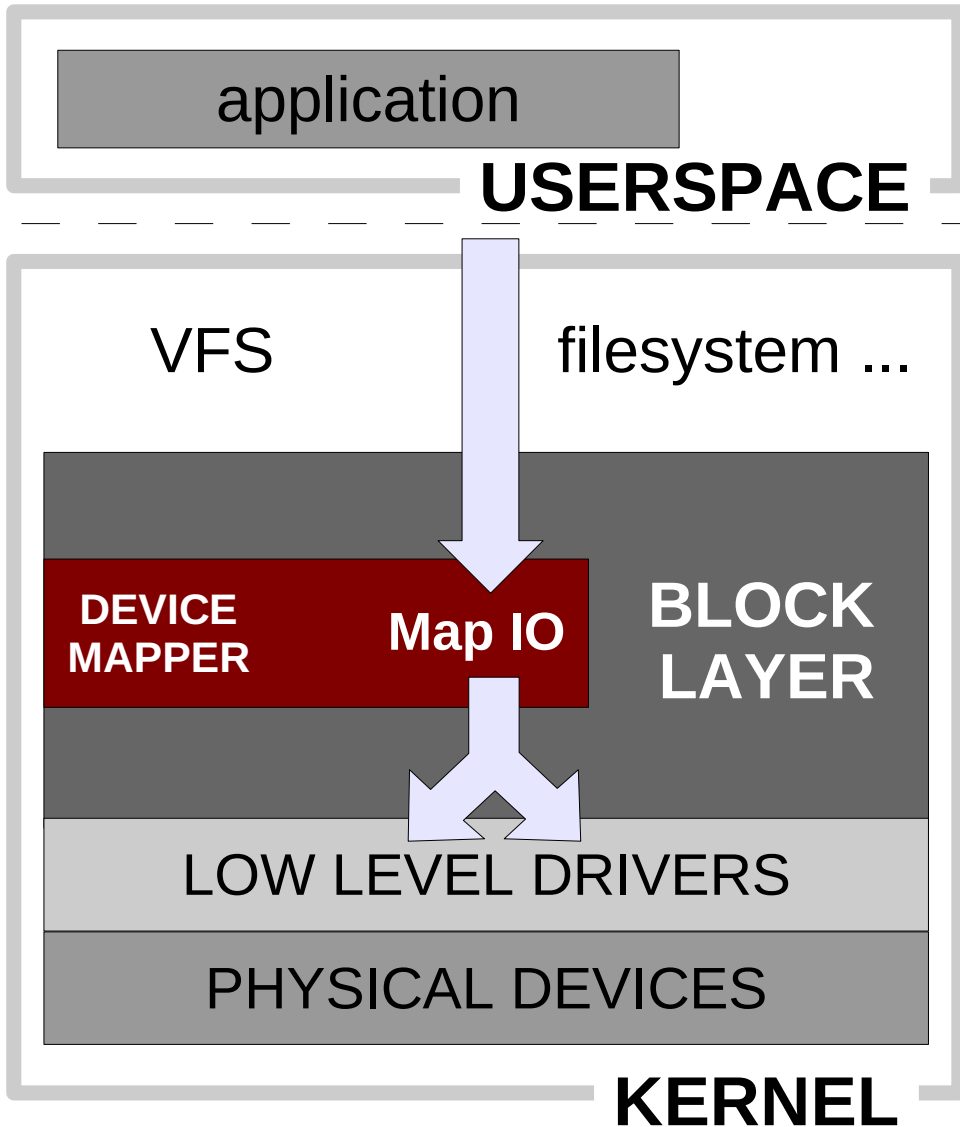 application
USERSPACE
VFS
filesystem ...
DEVICE
MAPPER
Map IO
BLOCK
LAYER
LOW LEVEL DRIVERS
PHYSICAL DEVICES
KERNEL